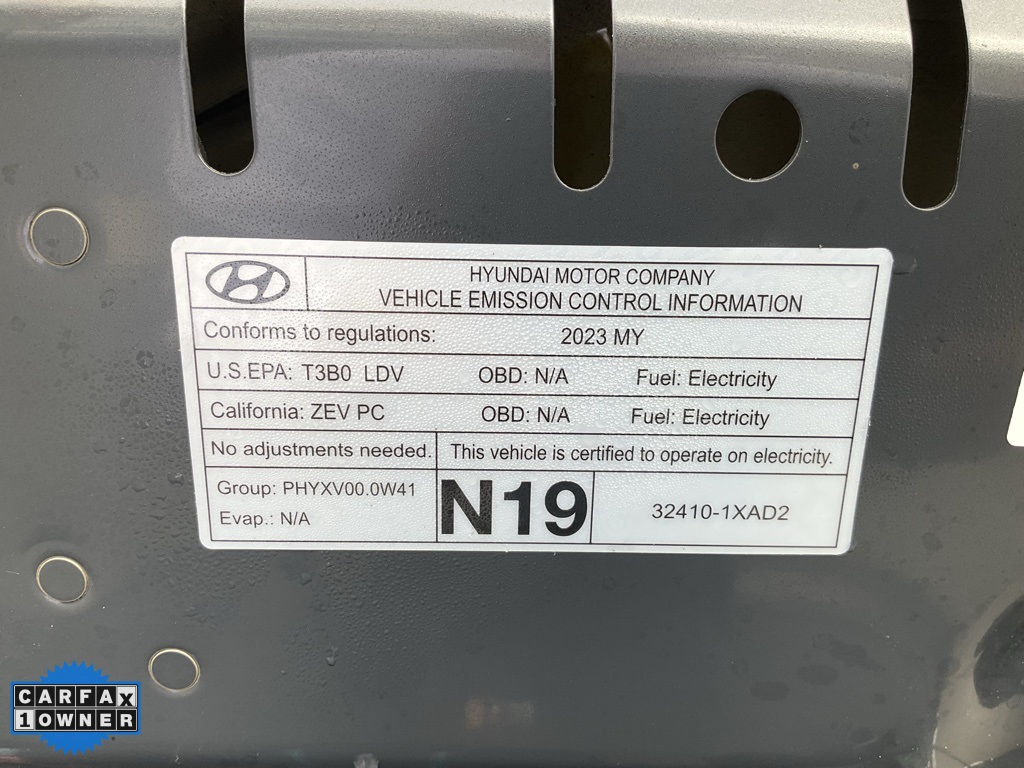 HYUNDAI MOTOR COMPANY
VEHICLE EMISSION CONTROL INFORMATION
Conforms to regulations: 2023 MY
U.S.EPA: T3B0 LDV OBD: N/A Fuel: Electricity
California: ZEV PC OBD: N/A Fuel: Electricity
No adjustments needed. This vehicle is certified to operate on electricity.
Group: PHYXV00.0W41
Evap.: N/A
N19
32410-1XAD2
CARFAX
1 OWNER